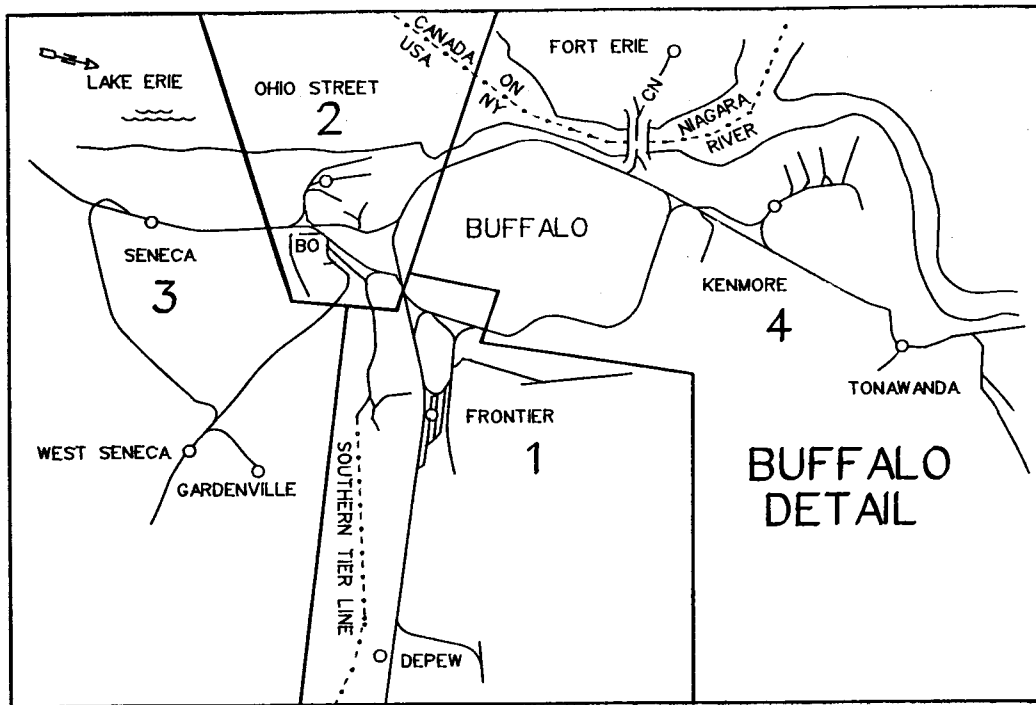 CANADA
USA
ON
NY
FORT ERIE
CN
NIAGARA
RIVER
N
LAKE ERIE
OHIO STREET
2
BO
BUFFALO
SENECA
3
KENMORE
4
TONAWANDA
FRONTIER
1
WEST SENECA
GARDENVILLE
SOUTHERN TIER LINE
BUFFALO
DETAIL
DEPEW